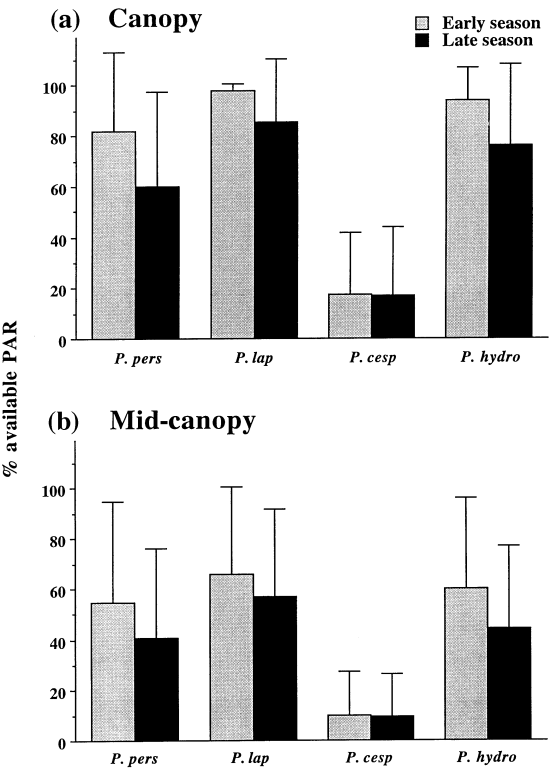 (a) Canopy
Early season
Late season
100
80
60
40
20
0
P. pers P. lap P. cesp P. hydro
% available PAR
(b) Mid-canopy
100
80
60
40
20
0
P. pers P. lap P. cesp P. hydro